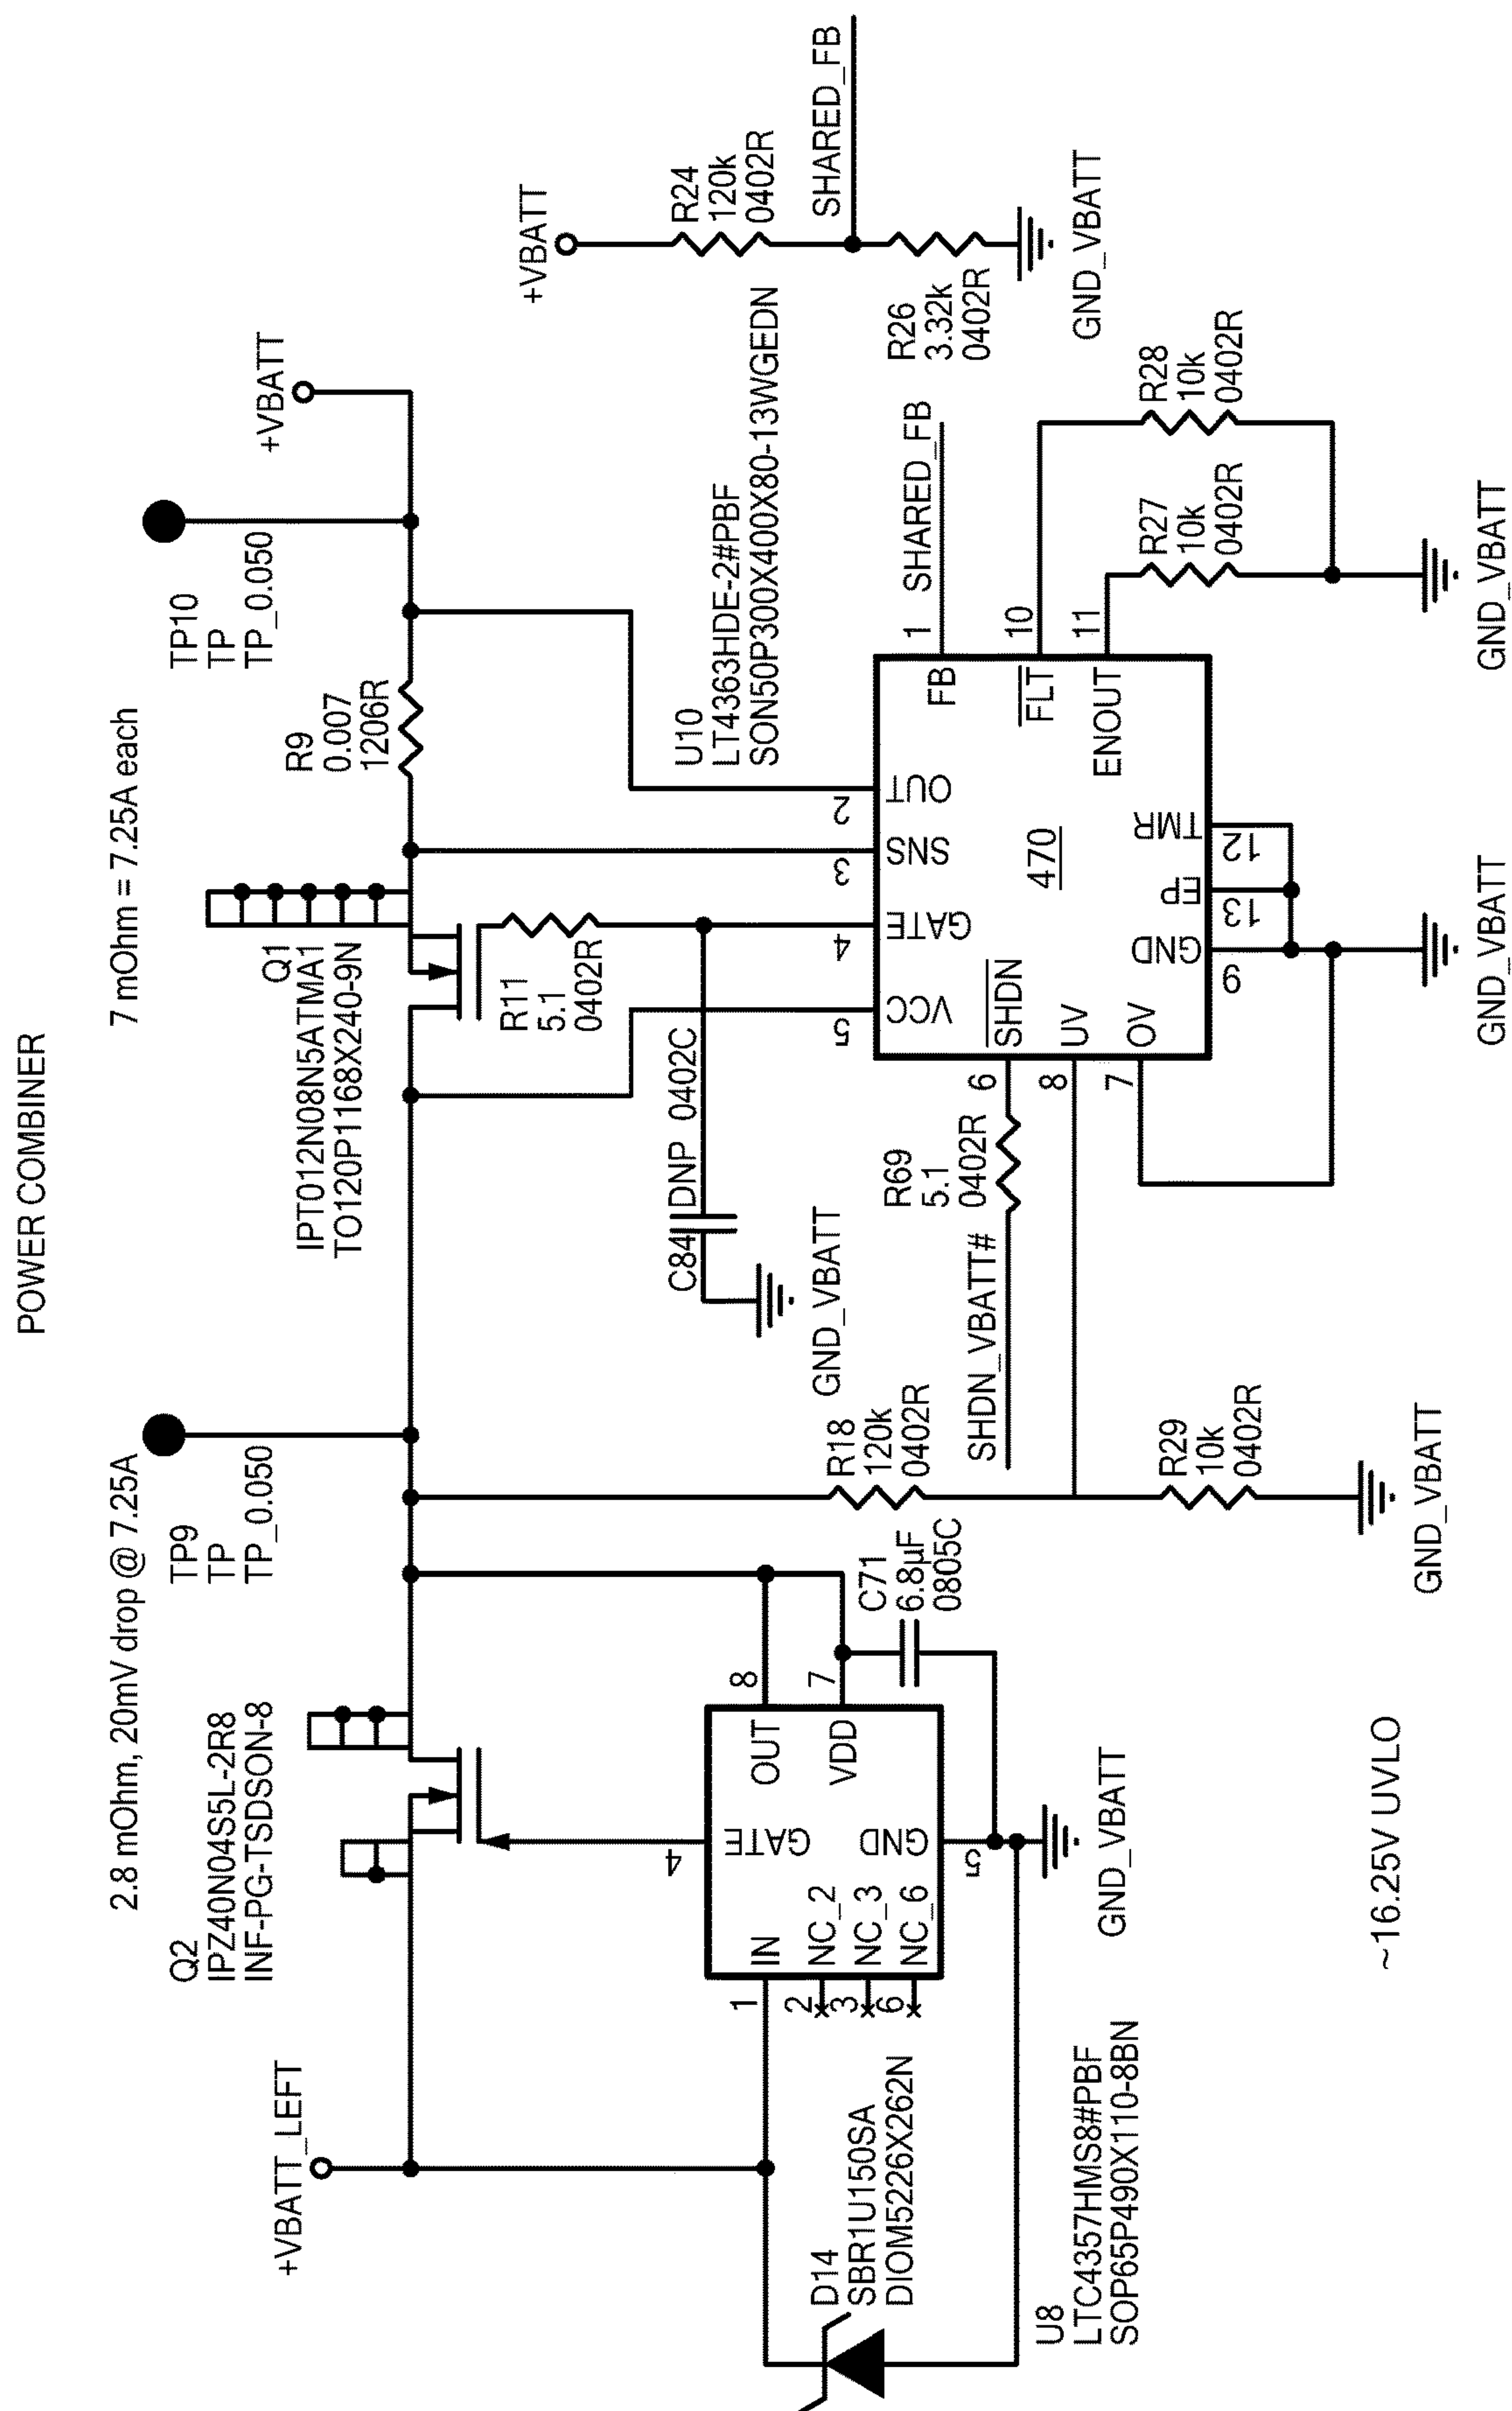 POWER COMBINER
2.8 mOhm, 20mV drop @ 7.25A
7 mOhm = 7.25A each
+VBATT_LEFT
Q2
IPZ40N04S5L-2R8
INF-PG-TSDSON-8
TP9
TP
TP_0.050
Q1
IPT012N08N5ATMA1
TO120P1168X240-9N
R9
0.007
1206R
TP10
TP
TP_0.050
+VBATT
D14
SBR1U150SA
DIOM5226X262N
U8
LTC4357HMS8#PBF
SOP65P490X110-8BN
1
2
3
6
IN
NC_2
NC_3
NC_6
4
GATE
GND
5
OUT
VDD
8
7
C71
6.8µF
0805C
GND_VBATT
~16.25V UVLO
R18
120k
0402R
R29
10k
0402R
GND_VBATT
C84
DNP
0402C
GND_VBATT
R11
5.1
0402R
SHDN_VBATT#
R69
5.1
0402R
U10
LT4363HDE-2#PBF
SON50P300X400X80-13WGEDN
5
4
3
2
VCC
GATE
SNS
OUT
6
8
7
SHDN
UV
OV
470
FB
FLT
ENOUT
1
10
11
GND
EP
TMR
9
13
12
GND_VBATT
SHARED_FB
R27
10k
0402R
R28
10k
0402R
GND_VBATT
+VBATT
R24
120k
0402R
SHARED_FB
R26
3.32k
0402R
GND_VBATT